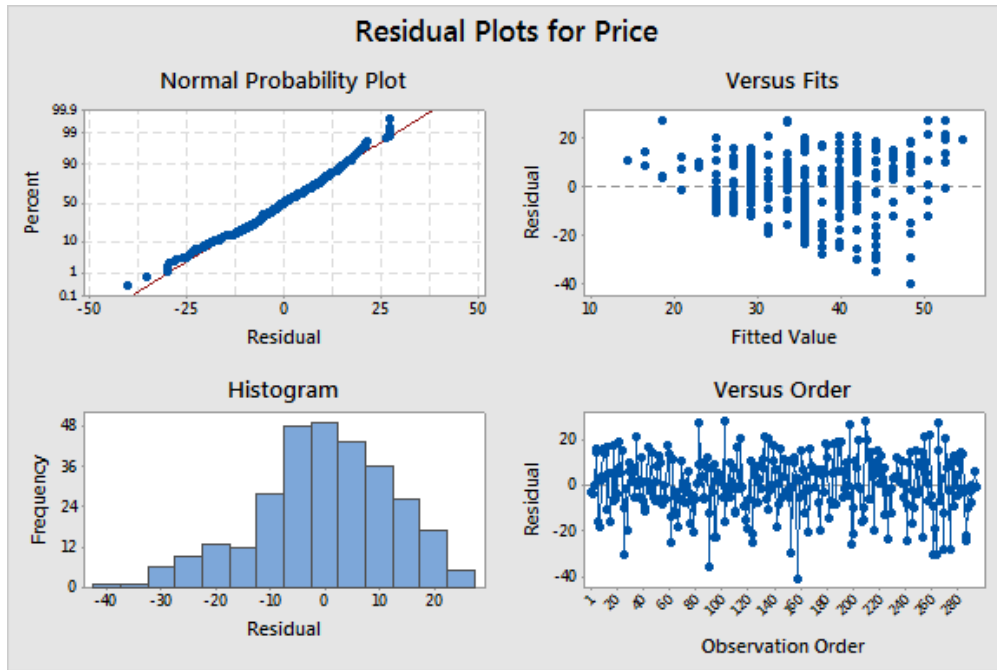 Residual Plots for Price
Normal Probability Plot
99.9
99
90
50
10
1
0.1
Percent
-50 -25 0 25 50
Residual
Versus Fits
20
0
-20
-40
Residual
10 20 30 40 50
Fitted Value
Histogram
48
36
24
12
0
Frequency
-40 -30 -20 -10 0 10 20
Residual
Versus Order
20
0
-20
-40
Residual
1 20 40 60 80 100 120 140 160 180 200 220 240 260 280
Observation Order